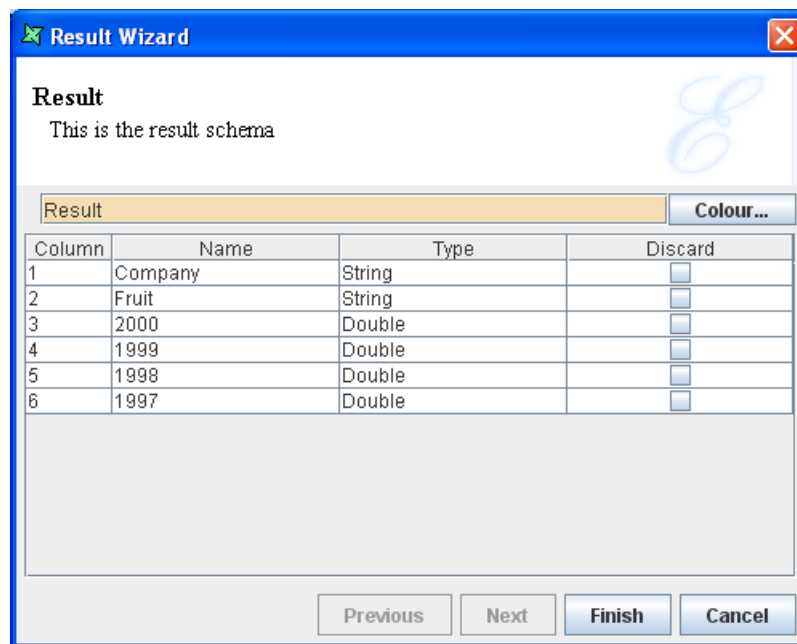 Result Wizard
Result
This is the result schema
Result Colour...
Column Name Type Discard
1 Company String
2 Fruit String
3 2000 Double
4 1999 Double
5 1998 Double
6 1997 Double
Previous Next Finish Cancel